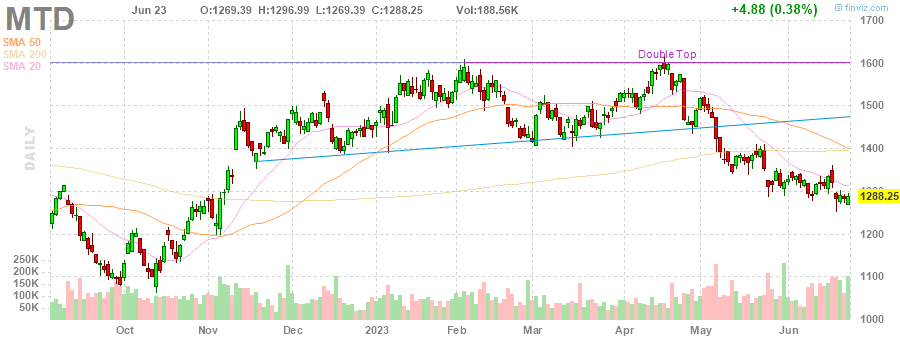 MTD Jun 23 O:1269.39 H:1296.99 L:1269.39 C:1288.25 Vol:188.56K +4.88 (0.38%) © finviz.com
SMA 50
SMA 200
SMA 20
DAILY
Double Top
1700
1600
1500
1400
1300
1288.25
1200
1100
1000
250K
200K
150K
100K
50K
Oct Nov Dec 2023 Feb Mar Apr May Jun